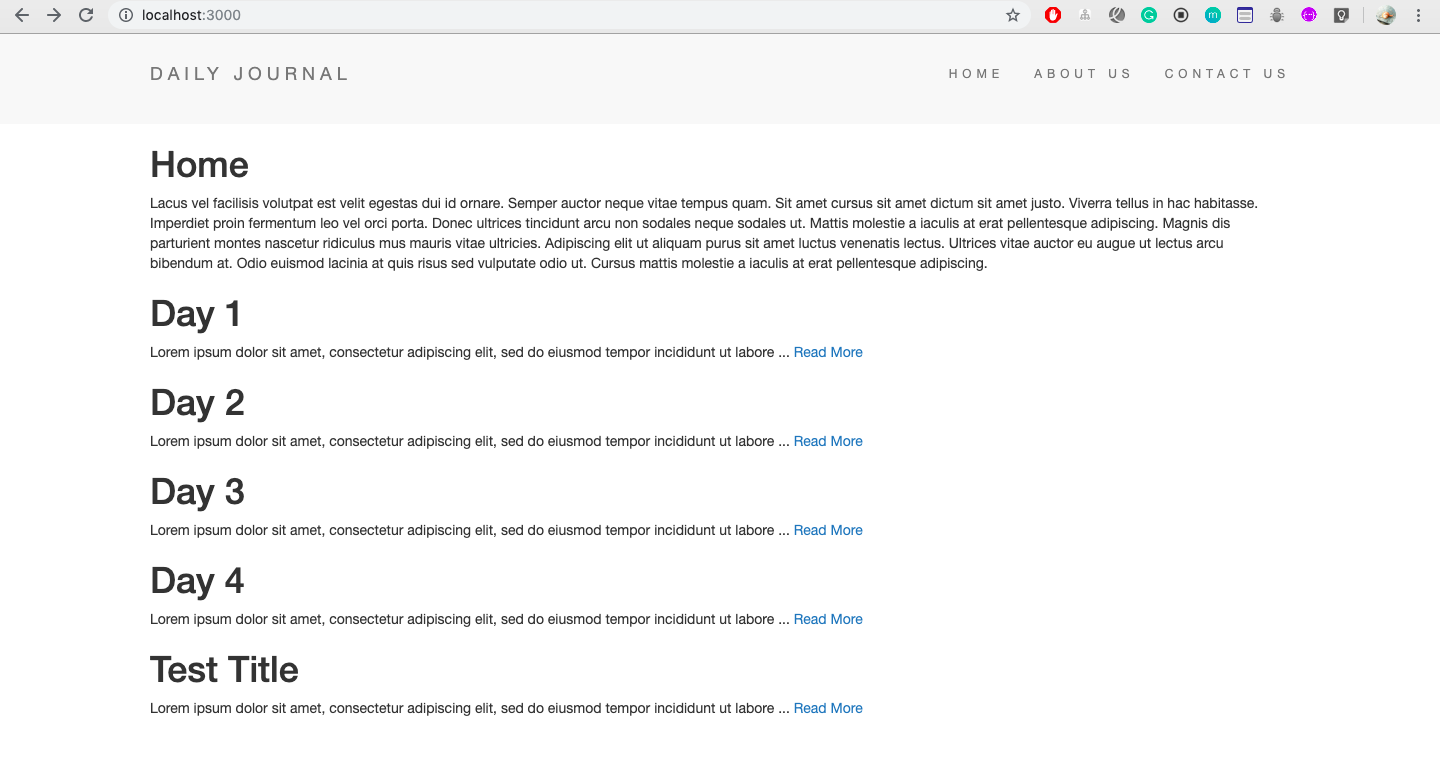 localhost:3000
DAILY JOURNAL
HOME ABOUT US CONTACT US
Home
Lacus vel facilisis volutpat est velit egestas dui id ornare. Semper auctor neque vitae tempus quam. Sit amet cursus sit amet dictum sit amet justo. Viverra tellus in hac habitasse.
Imperdiet proin fermentum leo vel orci porta. Donec ultrices tincidunt arcu non sodales neque sodales ut. Mattis molestie a iaculis at erat pellentesque adipiscing. Magnis dis
parturient montes nascetur ridiculus mus mauris vitae ultricies. Adipiscing elit ut aliquam purus sit amet luctus venenatis lectus. Ultrices vitae auctor eu augue ut lectus arcu
bibendum at. Odio euismod lacinia at quis risus sed vulputate odio ut. Cursus mattis molestie a iaculis at erat pellentesque adipiscing.
Day 1
Lorem ipsum dolor sit amet, consectetur adipiscing elit, sed do eiusmod tempor incididunt ut labore ... Read More
Day 2
Lorem ipsum dolor sit amet, consectetur adipiscing elit, sed do eiusmod tempor incididunt ut labore ... Read More
Day 3
Lorem ipsum dolor sit amet, consectetur adipiscing elit, sed do eiusmod tempor incididunt ut labore ... Read More
Day 4
Lorem ipsum dolor sit amet, consectetur adipiscing elit, sed do eiusmod tempor incididunt ut labore ... Read More
Test Title
Lorem ipsum dolor sit amet, consectetur adipiscing elit, sed do eiusmod tempor incididunt ut labore ... Read More